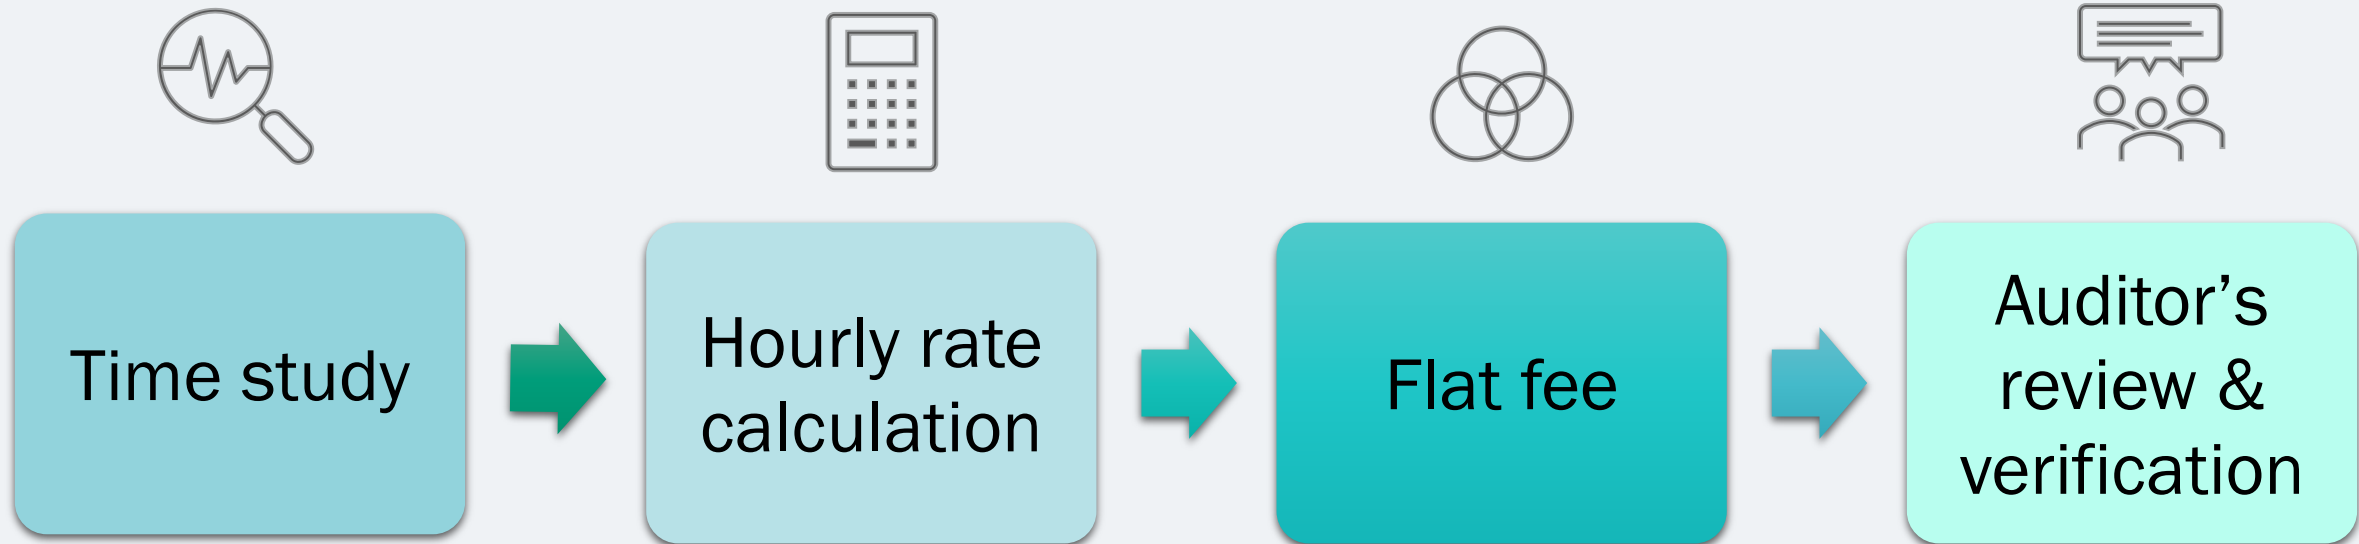 Time study
Hourly rate
calculation
Flat fee
Auditor’s
review &
verification